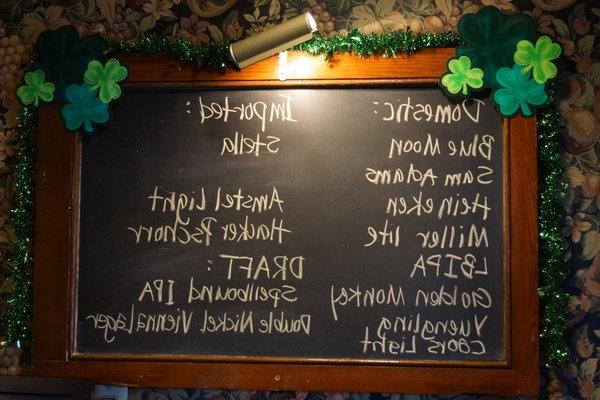 Domestic:
Blue Moon
Sam Adams
Heineken
Miller lite
LBIPA
Golden Monkey
Yuengling
Coors Light
Imported:
Stella
Amstel Light
Hacker Pschorr
DRAFT:
Spellbound IPA
Double Nickel Vienna Lager